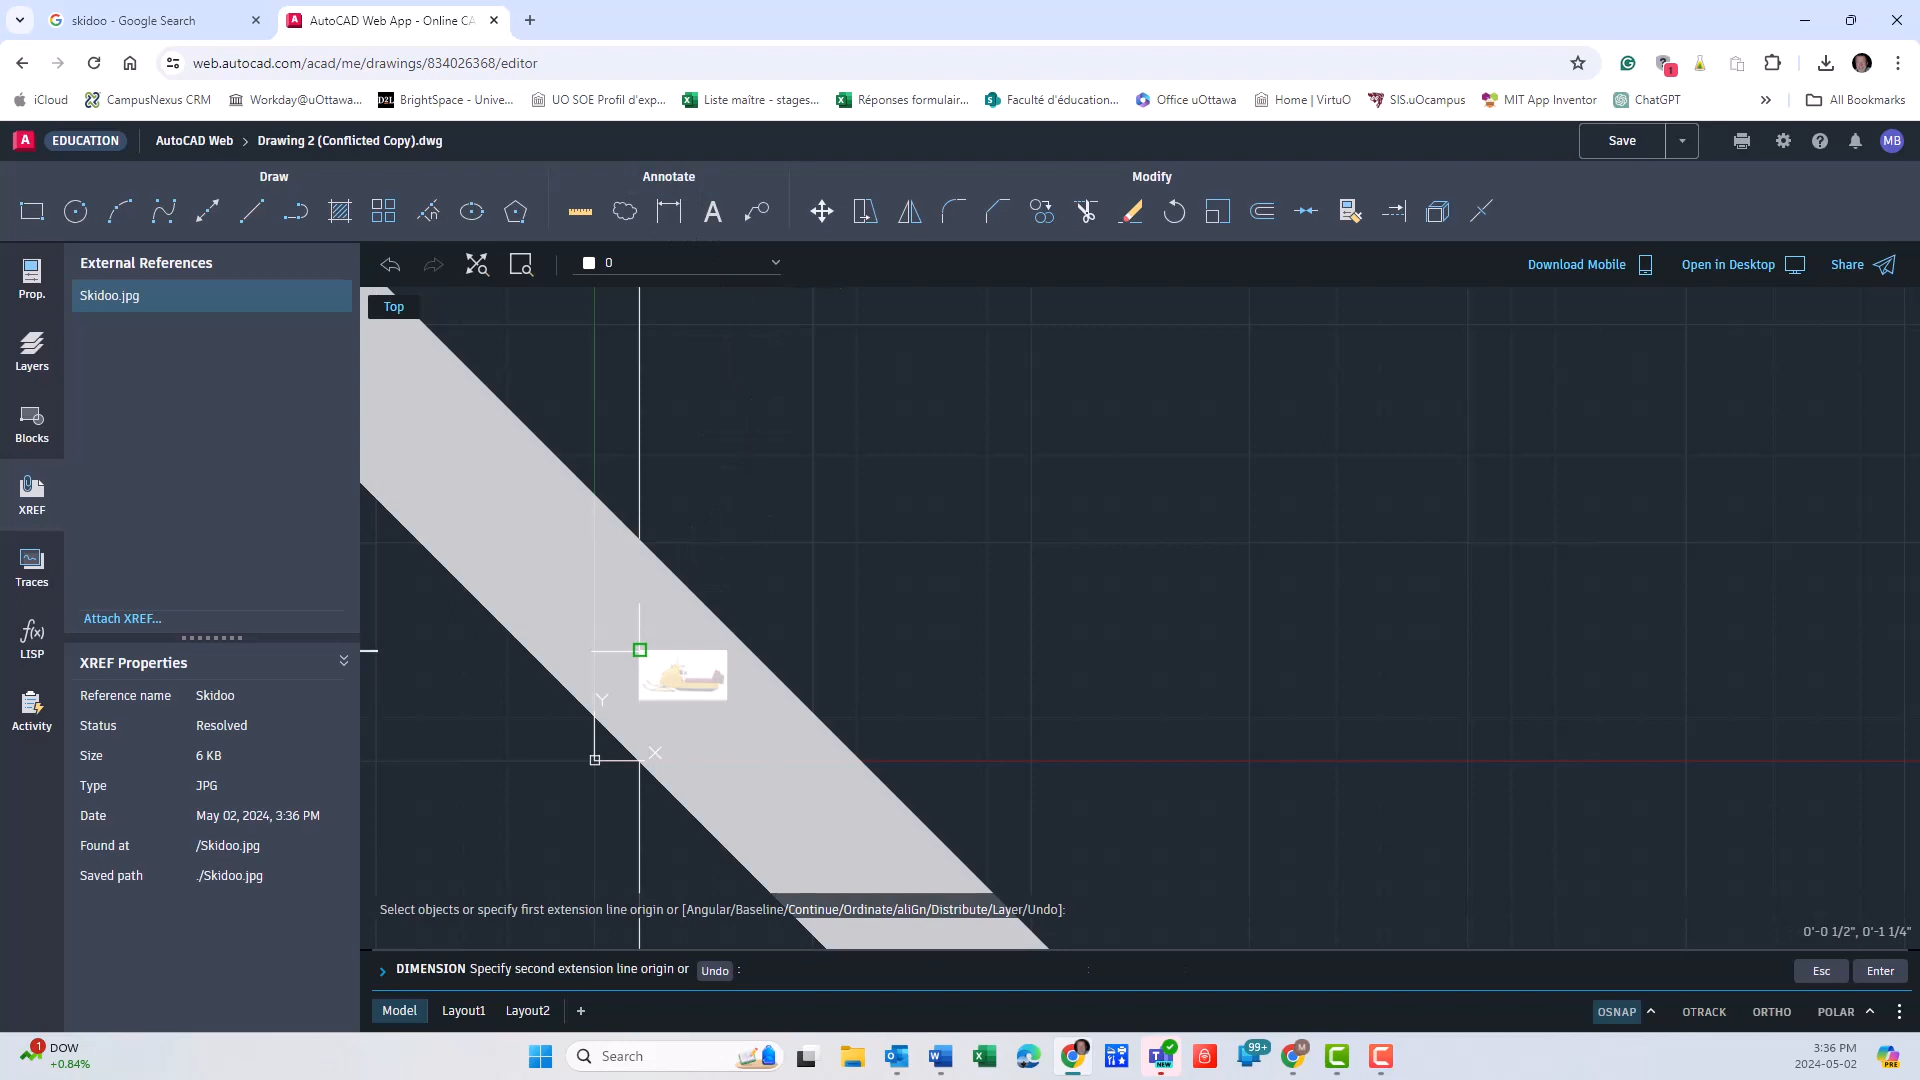 skidoo - Google Search
AutoCAD Web App - Online CA
web.autocad.com/acad/me/drawings/834026368/editor
iCloud
CampusNexus CRM
Workday@uOttawa...
BrightSpace - Unive...
UO SOE Profil d'exp...
Liste maître - stages...
Réponses formulair...
Faculté d'éducation...
Office uOttawa
Home | VirtuO
SIS.uOcampus
MIT App Inventor
ChatGPT
All Bookmarks
EDUCATION
AutoCAD Web > Drawing 2 (Conflicted Copy).dwg
Save
MB
Draw
Annotate
Modify
Prop.
Layers
Blocks
XREF
Traces
LISP
Activity
External References
Skidoo.jpg
Attach XREF...
XREF Properties
Reference name Skidoo
Status Resolved
Size 6 KB
Type JPG
Date May 02, 2024, 3:36 PM
Found at /Skidoo.jpg
Saved path ./Skidoo.jpg
0
Download Mobile
Open in Desktop
Share
Top
Y
X
Select objects or specify first extension line origin or [Angular/Baseline/Continue/Ordinate/aliGn/Distribute/Layer/Undo]:
0'-0 1/2", 0'-1 1/4"
DIMENSION Specify second extension line origin or Undo :
Esc
Enter
Model
Layout1
Layout2
OSNAP
OTRACK
ORTHO
POLAR
DOW
+0.84%
Search
99+
3:36 PM
2024-05-02